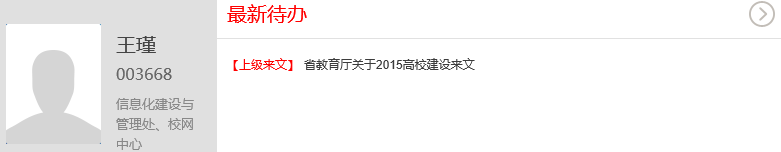 王瑾
003668
信息化建设与
管理处、校网
中心
最新待办
【上级来文】 省教育厅关于2015高校建设来文